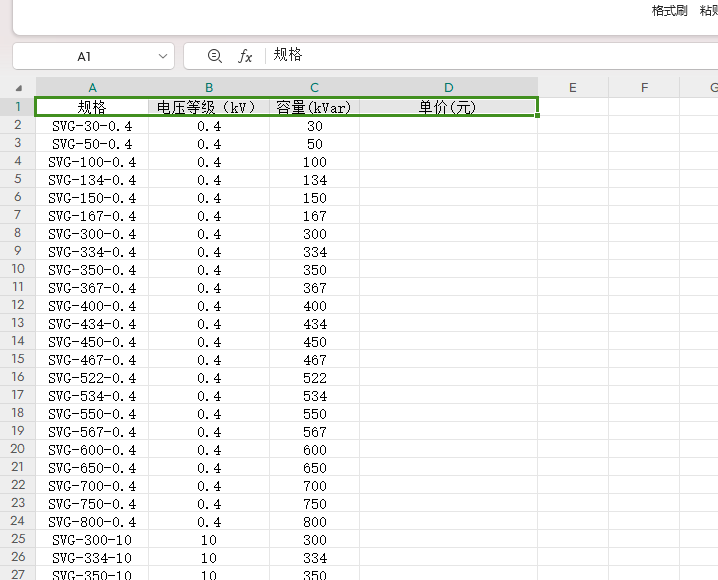 格式刷 粘贴
A1 fx 规格
A B C D E F G
1 规格 电压等级（kV） 容量(kVar) 单价(元)
2 SVG-30-0.4 0.4 30
3 SVG-50-0.4 0.4 50
4 SVG-100-0.4 0.4 100
5 SVG-134-0.4 0.4 134
6 SVG-150-0.4 0.4 150
7 SVG-167-0.4 0.4 167
8 SVG-300-0.4 0.4 300
9 SVG-334-0.4 0.4 334
10 SVG-350-0.4 0.4 350
11 SVG-367-0.4 0.4 367
12 SVG-400-0.4 0.4 400
13 SVG-434-0.4 0.4 434
14 SVG-450-0.4 0.4 450
15 SVG-467-0.4 0.4 467
16 SVG-522-0.4 0.4 522
17 SVG-534-0.4 0.4 534
18 SVG-550-0.4 0.4 550
19 SVG-567-0.4 0.4 567
20 SVG-600-0.4 0.4 600
21 SVG-650-0.4 0.4 650
22 SVG-700-0.4 0.4 700
23 SVG-750-0.4 0.4 750
24 SVG-800-0.4 0.4 800
25 SVG-300-10 10 300
26 SVG-334-10 10 334
27 SVG-350-10 10 350